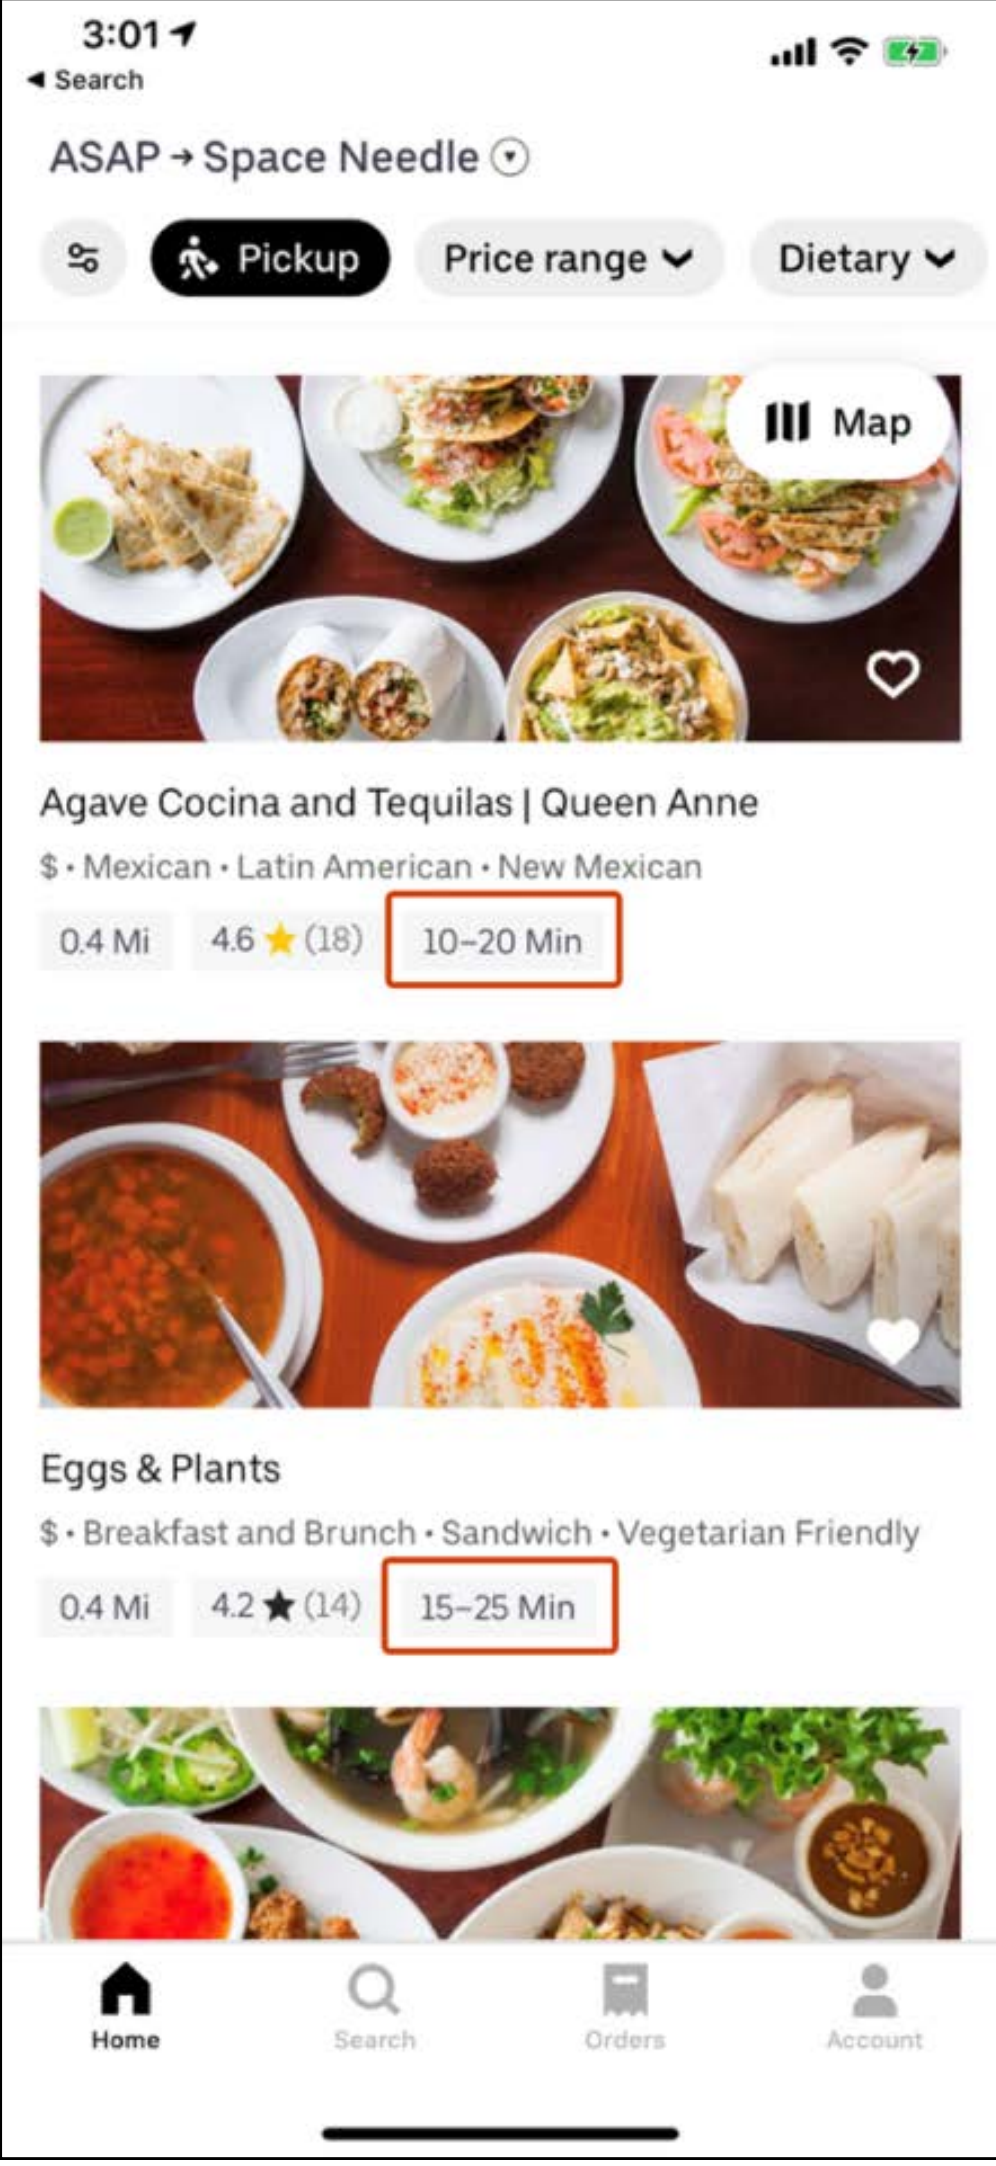 3:01
Search
ASAP → Space Needle
Pickup
Price range
Dietary
Map
Agave Cocina and Tequilas | Queen Anne
$ • Mexican • Latin American • New Mexican
0.4 Mi 4.6 ★ (18) 10–20 Min
Eggs & Plants
$ • Breakfast and Brunch • Sandwich • Vegetarian Friendly
0.4 Mi 4.2 ★ (14) 15–25 Min
Home
Search
Orders
Account